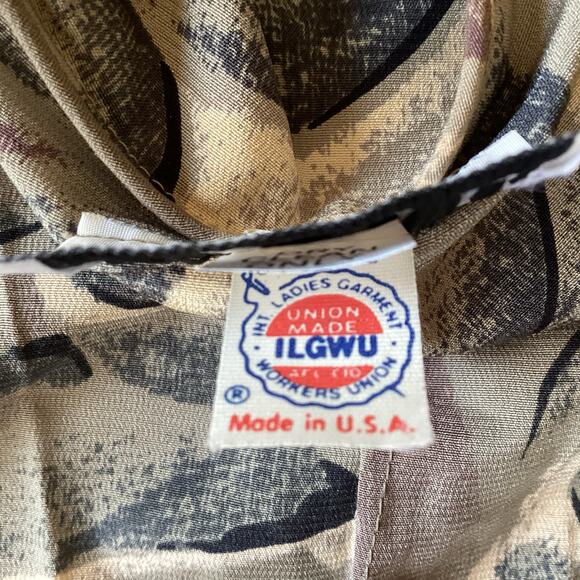 INT. LADIES GARMENT
UNION
MADE
ILGWU
AFL CIO
WORKERS UNION
®
Made in U.S.A.